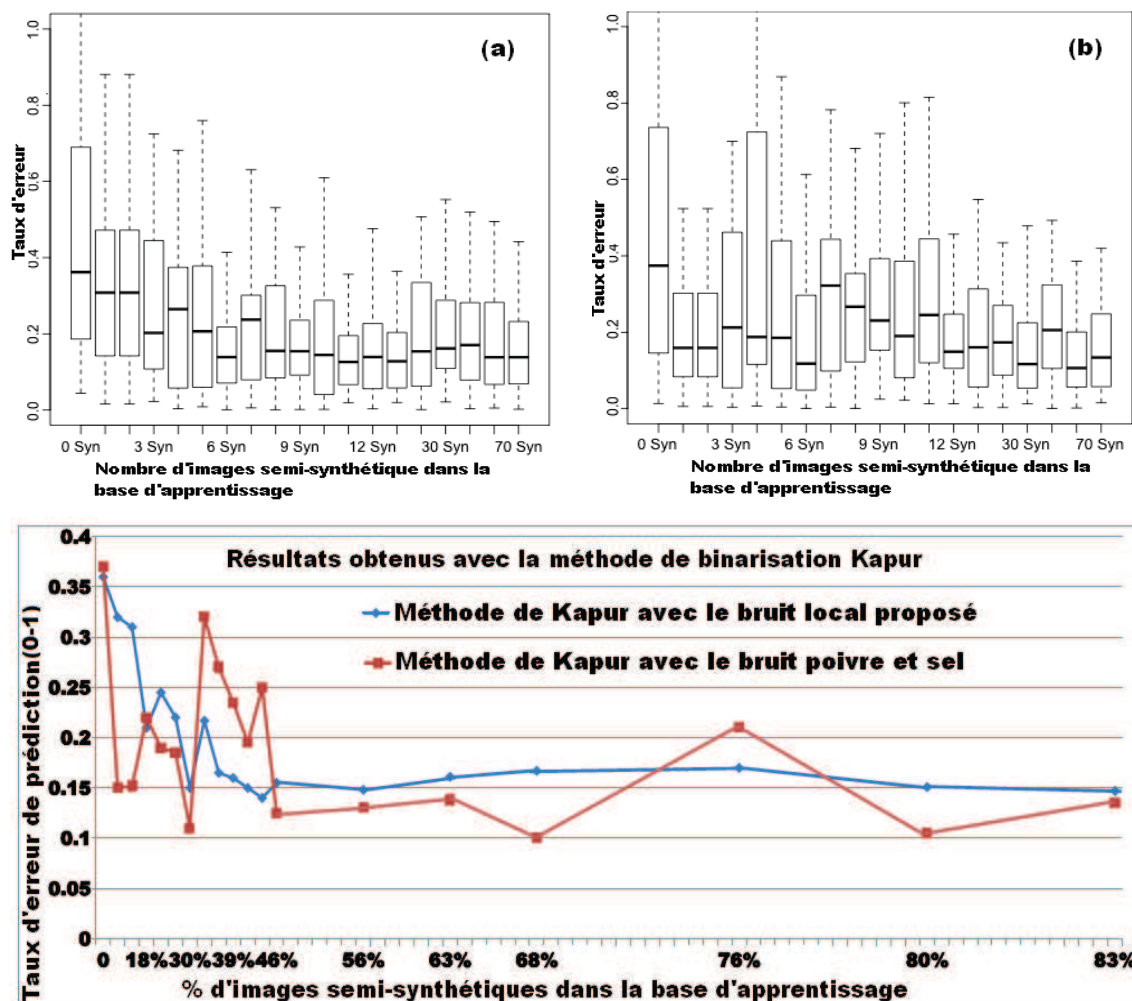 (a)
1.0
0.8
0.6
0.4
0.2
0.0
Taux d'erreur
0 Syn 3 Syn 6 Syn 9 Syn 12 Syn 30 Syn 70 Syn
Nombre d'images semi-synthétique dans la
base d'apprentissage
(b)
1.0
0.8
0.6
0.4
0.2
0.0
Taux d'erreur
0 Syn 3 Syn 6 Syn 9 Syn 12 Syn 30 Syn 70 Syn
Nombre d'images semi-synthétique dans la
base d'apprentissage
Résultats obtenus avec la méthode de binarisation Kapur
Méthode de Kapur avec le bruit local proposé
Méthode de Kapur avec le bruit poivre et sel
Taux d'erreur de prédiction(0-1)
0.4
0.35
0.3
0.25
0.2
0.15
0.1
0.05
0
0 18% 30% 39% 46% 56% 63% 68% 76% 80% 83%
% d'images semi-synthétiques dans la base d'apprentissage